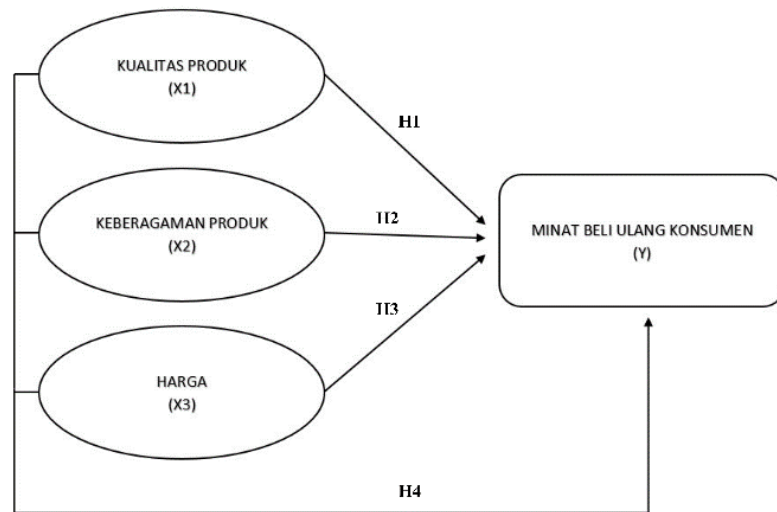 KUALITAS PRODUK
(X1)
H1
KEBERAGAMAN PRODUK
(X2)
H2
MINAT BELI ULANG KONSUMEN
(Y)
H3
HARGA
(X3)
H4